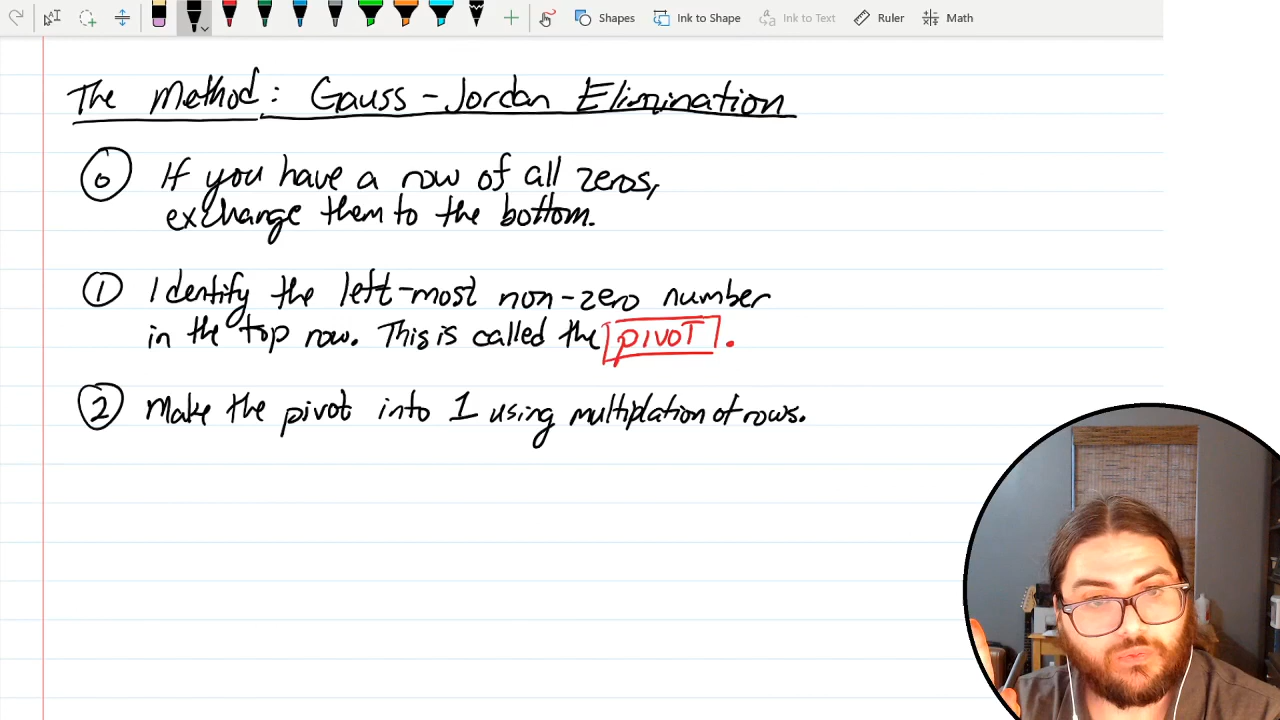 Shapes Ink to Shape Ink to Text Ruler Math
The Method: Gauss-Jordan Elimination
0 If you have a row of all zeros,
exchange them to the bottom.
1 Identify the left-most non-zero number
in the top row. This is called the pivot.
2 Make the pivot into 1 using multiplation of rows.